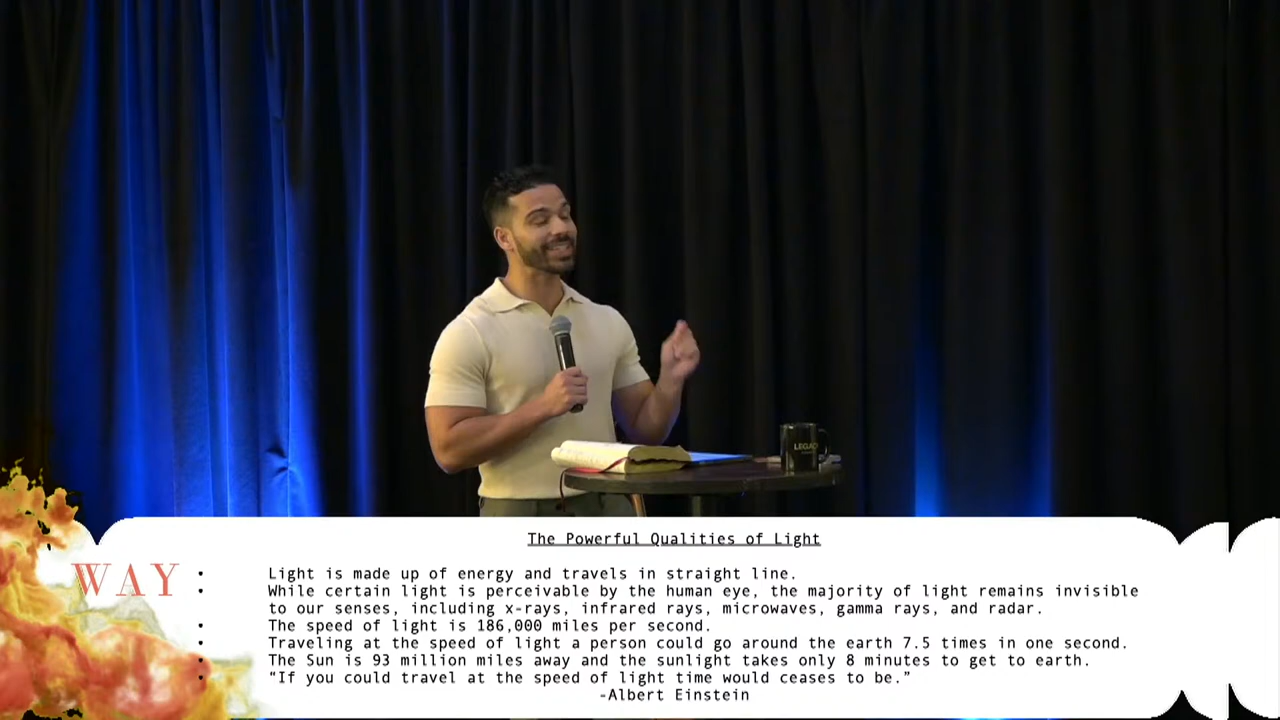 LEGAC
The Powerful Qualities of Light
WAY
• Light is made up of energy and travels in straight line.
• While certain light is perceivable by the human eye, the majority of light remains invisible
to our senses, including x-rays, infrared rays, microwaves, gamma rays, and radar.
• The speed of light is 186,000 miles per second.
• Traveling at the speed of light a person could go around the earth 7.5 times in one second.
• The Sun is 93 million miles away and the sunlight takes only 8 minutes to get to earth.
• “If you could travel at the speed of light time would ceases to be.”
-Albert Einstein